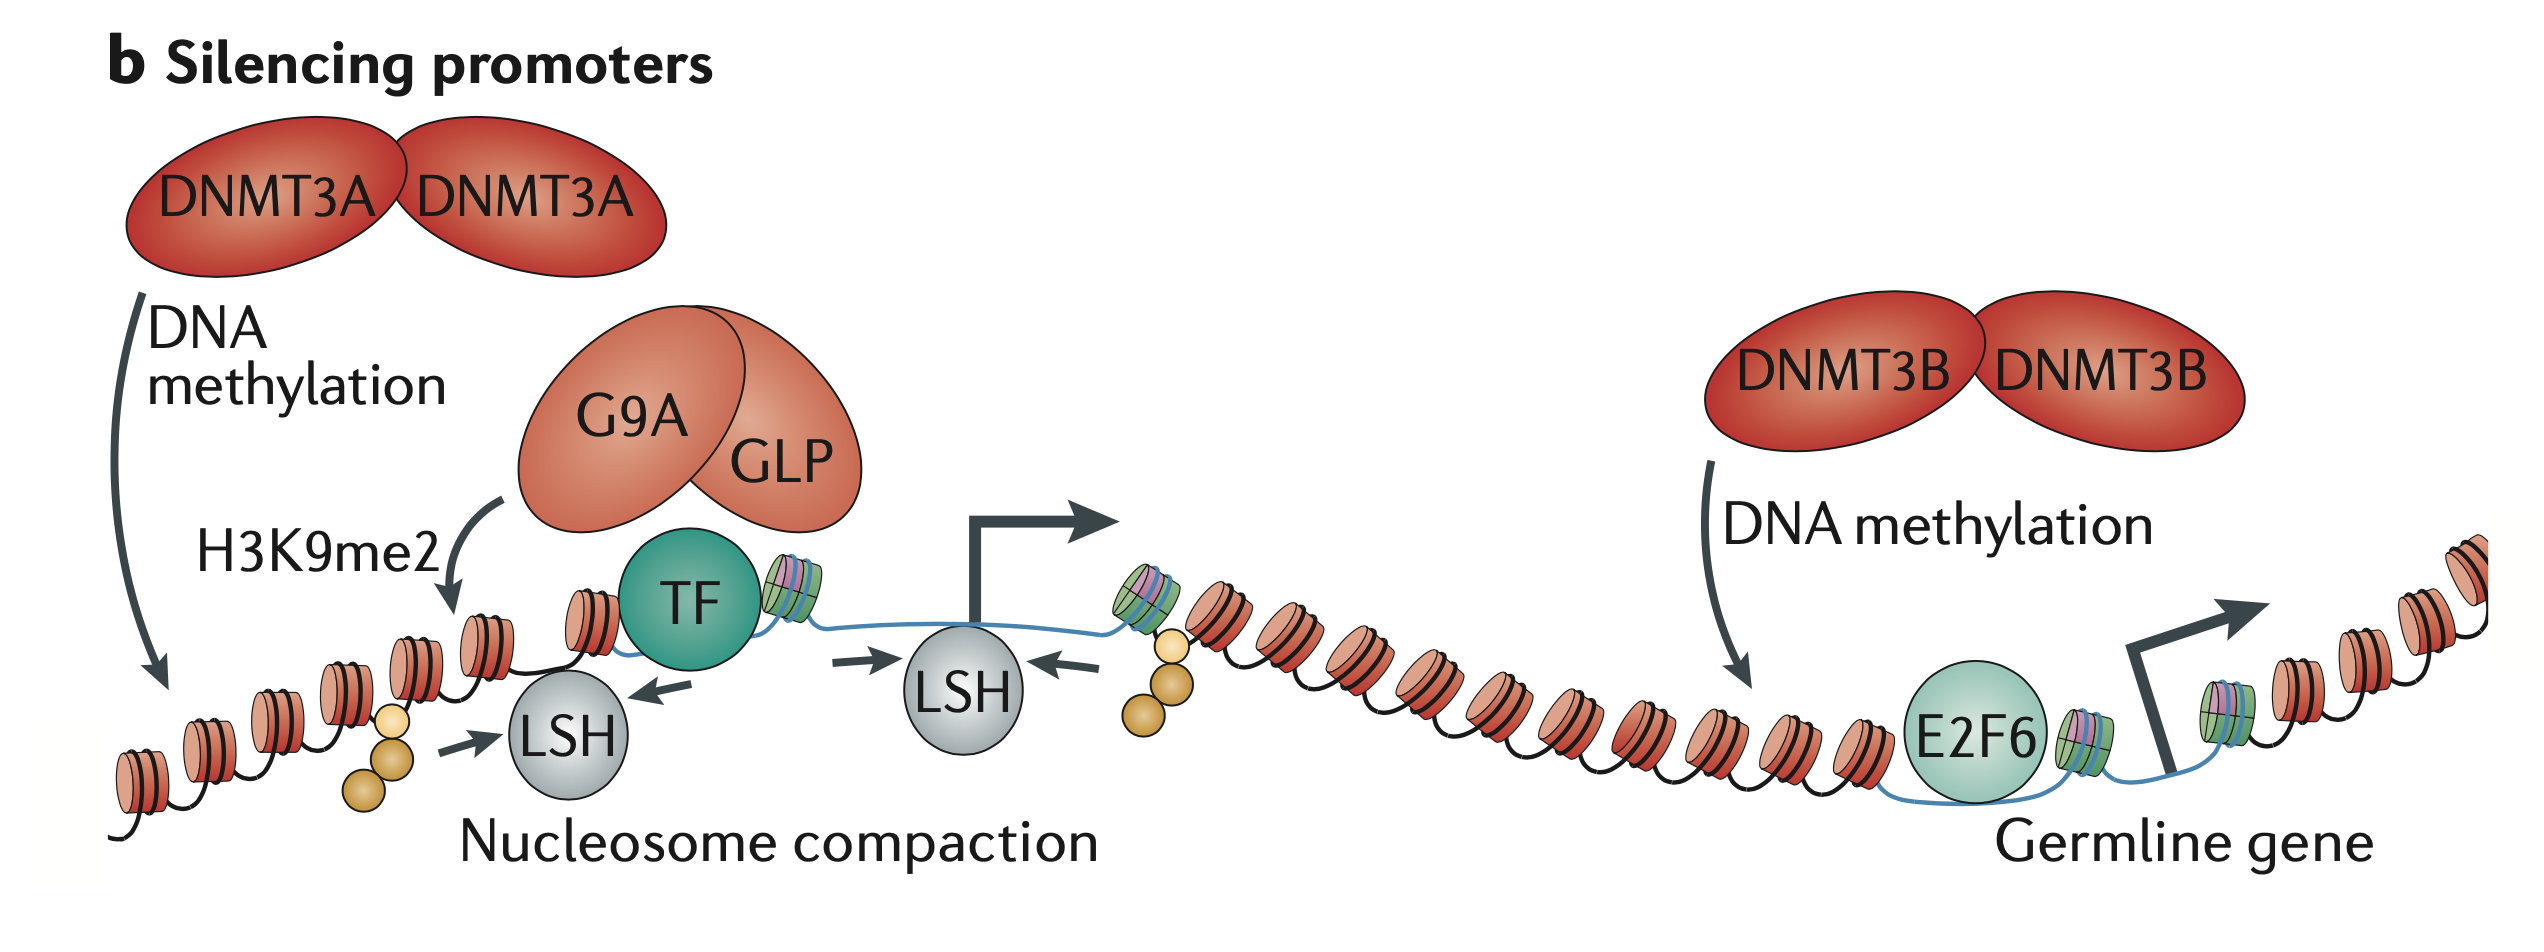 b Silencing promoters
DNMT3A DNMT3A
DNA
methylation
G9A
GLP
H3K9me2
TF
LSH
LSH
Nucleosome compaction
DNMT3B DNMT3B
DNA methylation
E2F6
Germline gene